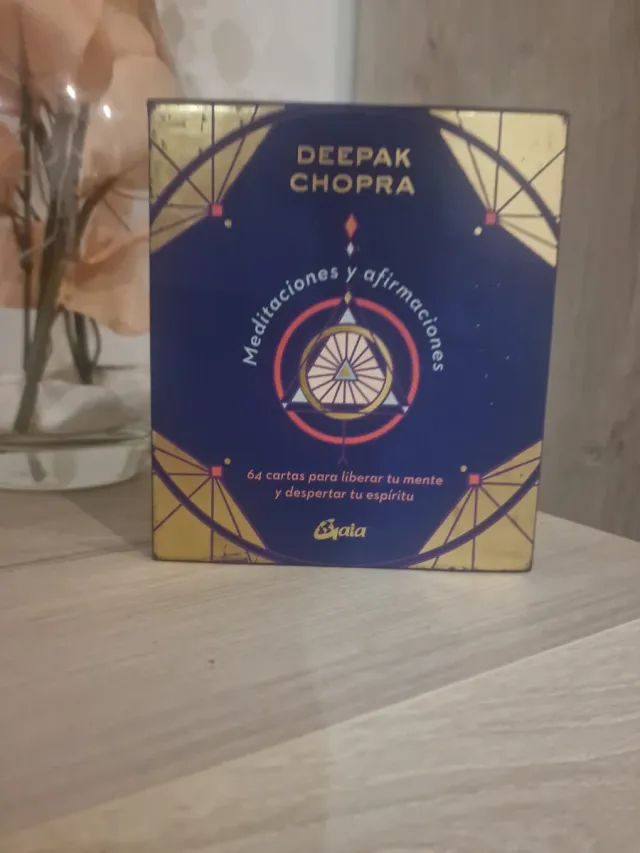 DEEPAK
CHOPRA
Meditaciones y afirmaciones
64 cartas para liberar tu mente
y despertar tu espíritu
Gaia